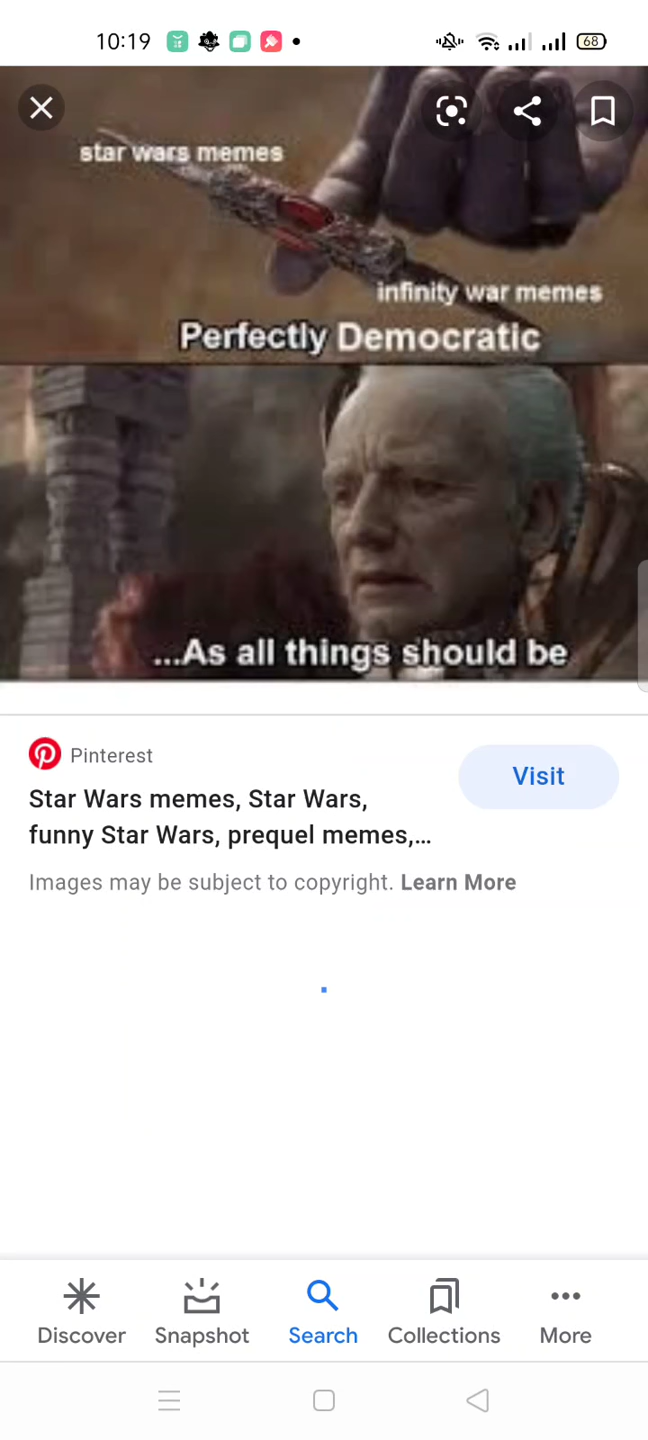 10:19
68
star wars memes
infinity war memes
Perfectly Democratic
...As all things should be
Pinterest
Visit
Star Wars memes, Star Wars,
funny Star Wars, prequel memes,...
Images may be subject to copyright. Learn More
Discover Snapshot Search Collections More